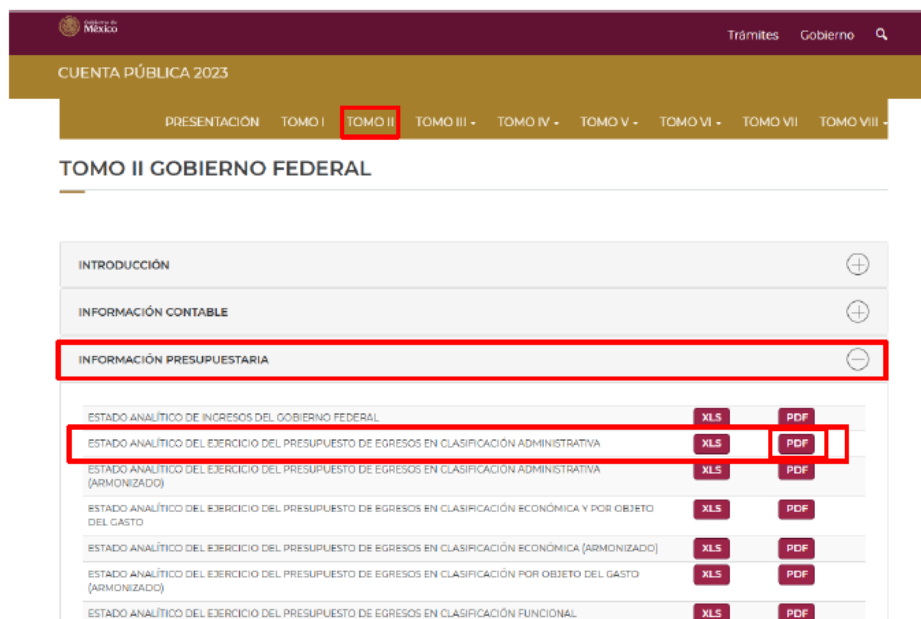 Gobierno de
México
Trámites Gobierno
CUENTA PÚBLICA 2023
PRESENTACIÓN TOMO I TOMO II TOMO III TOMO IV TOMO V TOMO VI TOMO VII TOMO VIII
TOMO II GOBIERNO FEDERAL
INTRODUCCIÓN
INFORMACIÓN CONTABLE
INFORMACIÓN PRESUPUESTARIA
ESTADO ANALÍTICO DE INGRESOS DEL GOBIERNO FEDERAL XLS PDF
ESTADO ANALÍTICO DEL EJERCICIO DEL PRESUPUESTO DE EGRESOS EN CLASIFICACIÓN ADMINISTRATIVA XLS PDF
ESTADO ANALÍTICO DEL EJERCICIO DEL PRESUPUESTO DE EGRESOS EN CLASIFICACIÓN ADMINISTRATIVA XLS PDF
(ARMONIZADO)
ESTADO ANALÍTICO DEL EJERCICIO DEL PRESUPUESTO DE EGRESOS EN CLASIFICACIÓN ECONÓMICA Y POR OBJETO XLS PDF
DEL GASTO
ESTADO ANALÍTICO DEL EJERCICIO DEL PRESUPUESTO DE EGRESOS EN CLASIFICACIÓN ECONÓMICA (ARMONIZADO) XLS PDF
ESTADO ANALÍTICO DEL EJERCICIO DEL PRESUPUESTO DE EGRESOS EN CLASIFICACIÓN POR OBJETO DEL GASTO XLS PDF
(ARMONIZADO)
ESTADO ANALÍTICO DEL EJERCICIO DEL PRESUPUESTO DE EGRESOS EN CLASIFICACIÓN FUNCIONAL XLS PDF